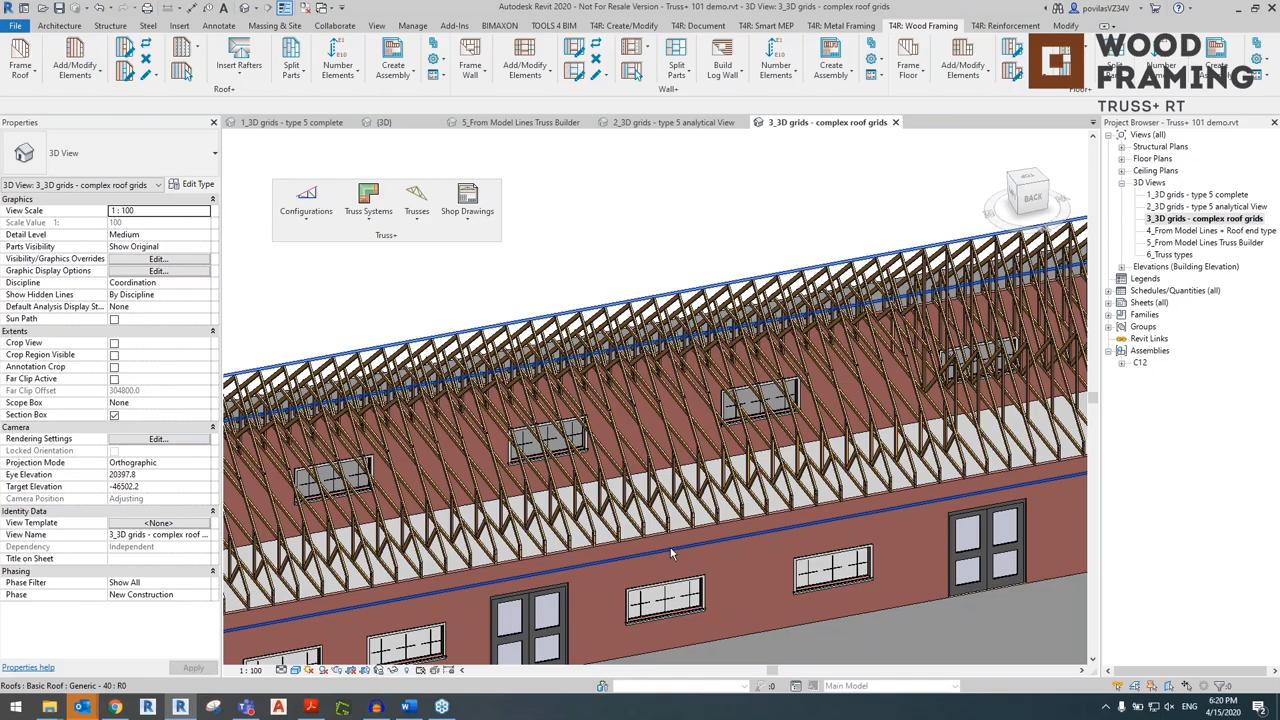 Autodesk Revit 2020 - Not For Resale Version - Truss+ 101 demo.rvt - 3D View: 3_3D grids - complex roof grids
povilasVZ34V
File Architecture Structure Steel Systems Insert Annotate Analyze Massing & Site Collaborate View Manage Add-Ins BIMAXON TOOLS 4 BIM T4R: Create/Modify T4R: Document T4R: Smart MEP T4R: Metal Framing T4R: Wood Framing T4R: Reinforcement Modify
Frame Roof
Add/Modify Elements
Insert Rafters
Split Parts
Number Elements
Create Assembly
Frame Wall
Add/Modify Elements
Split Parts
Build Log Wall
Number Elements
Create Assembly
Frame Floor
Add/Modify Elements
Roof+
Wall+
Floor+
WOOD
FRAMING
TRUSS+ RT
Properties
1_3D grids - type 5 complete
{3D}
5_From Model Lines Truss Builder
2_3D grids - type 5 analytical View
3_3D grids - complex roof grids
Project Browser - Truss+ 101 demo.rvt
3D View
3D View: 3_3D grids - complex roof grids
Edit Type
Graphics
View Scale 1 : 100
Scale Value 1: 100
Detail Level Medium
Parts Visibility Show Original
Visibility/Graphics Overrides Edit...
Graphic Display Options Edit...
Discipline Coordination
Show Hidden Lines By Discipline
Default Analysis Display St... None
Sun Path
Extents
Crop View
Crop Region Visible
Annotation Crop
Far Clip Active
Far Clip Offset 304800.0
Scope Box None
Section Box
Camera
Rendering Settings Edit...
Locked Orientation
Projection Mode Orthographic
Eye Elevation 20397.8
Target Elevation -46502.2
Camera Position Adjusting
Identity Data
View Template <None>
View Name 3_3D grids - complex roof ...
Dependency Independent
Title on Sheet
Phasing
Phase Filter Show All
Phase New Construction
Properties help
Apply
Configurations
Truss Systems
Trusses
Shop Drawings
Truss+
TOP
BACK
Views (all)
Structural Plans
Floor Plans
Ceiling Plans
3D Views
1_3D grids - type 5 complete
2_3D grids - type 5 analytical View
3_3D grids - complex roof grids
4_From Model Lines + Roof end type
5_From Model Lines Truss Builder
6_Truss types
Elevations (Building Elevation)
Legends
Schedules/Quantities (all)
Sheets (all)
Families
Groups
Revit Links
Assemblies
C12
1 : 100
Roofs : Basic Roof : Generic - 40 : R0
:0
Main Model
:0
ENG
6:20 PM
4/15/2020